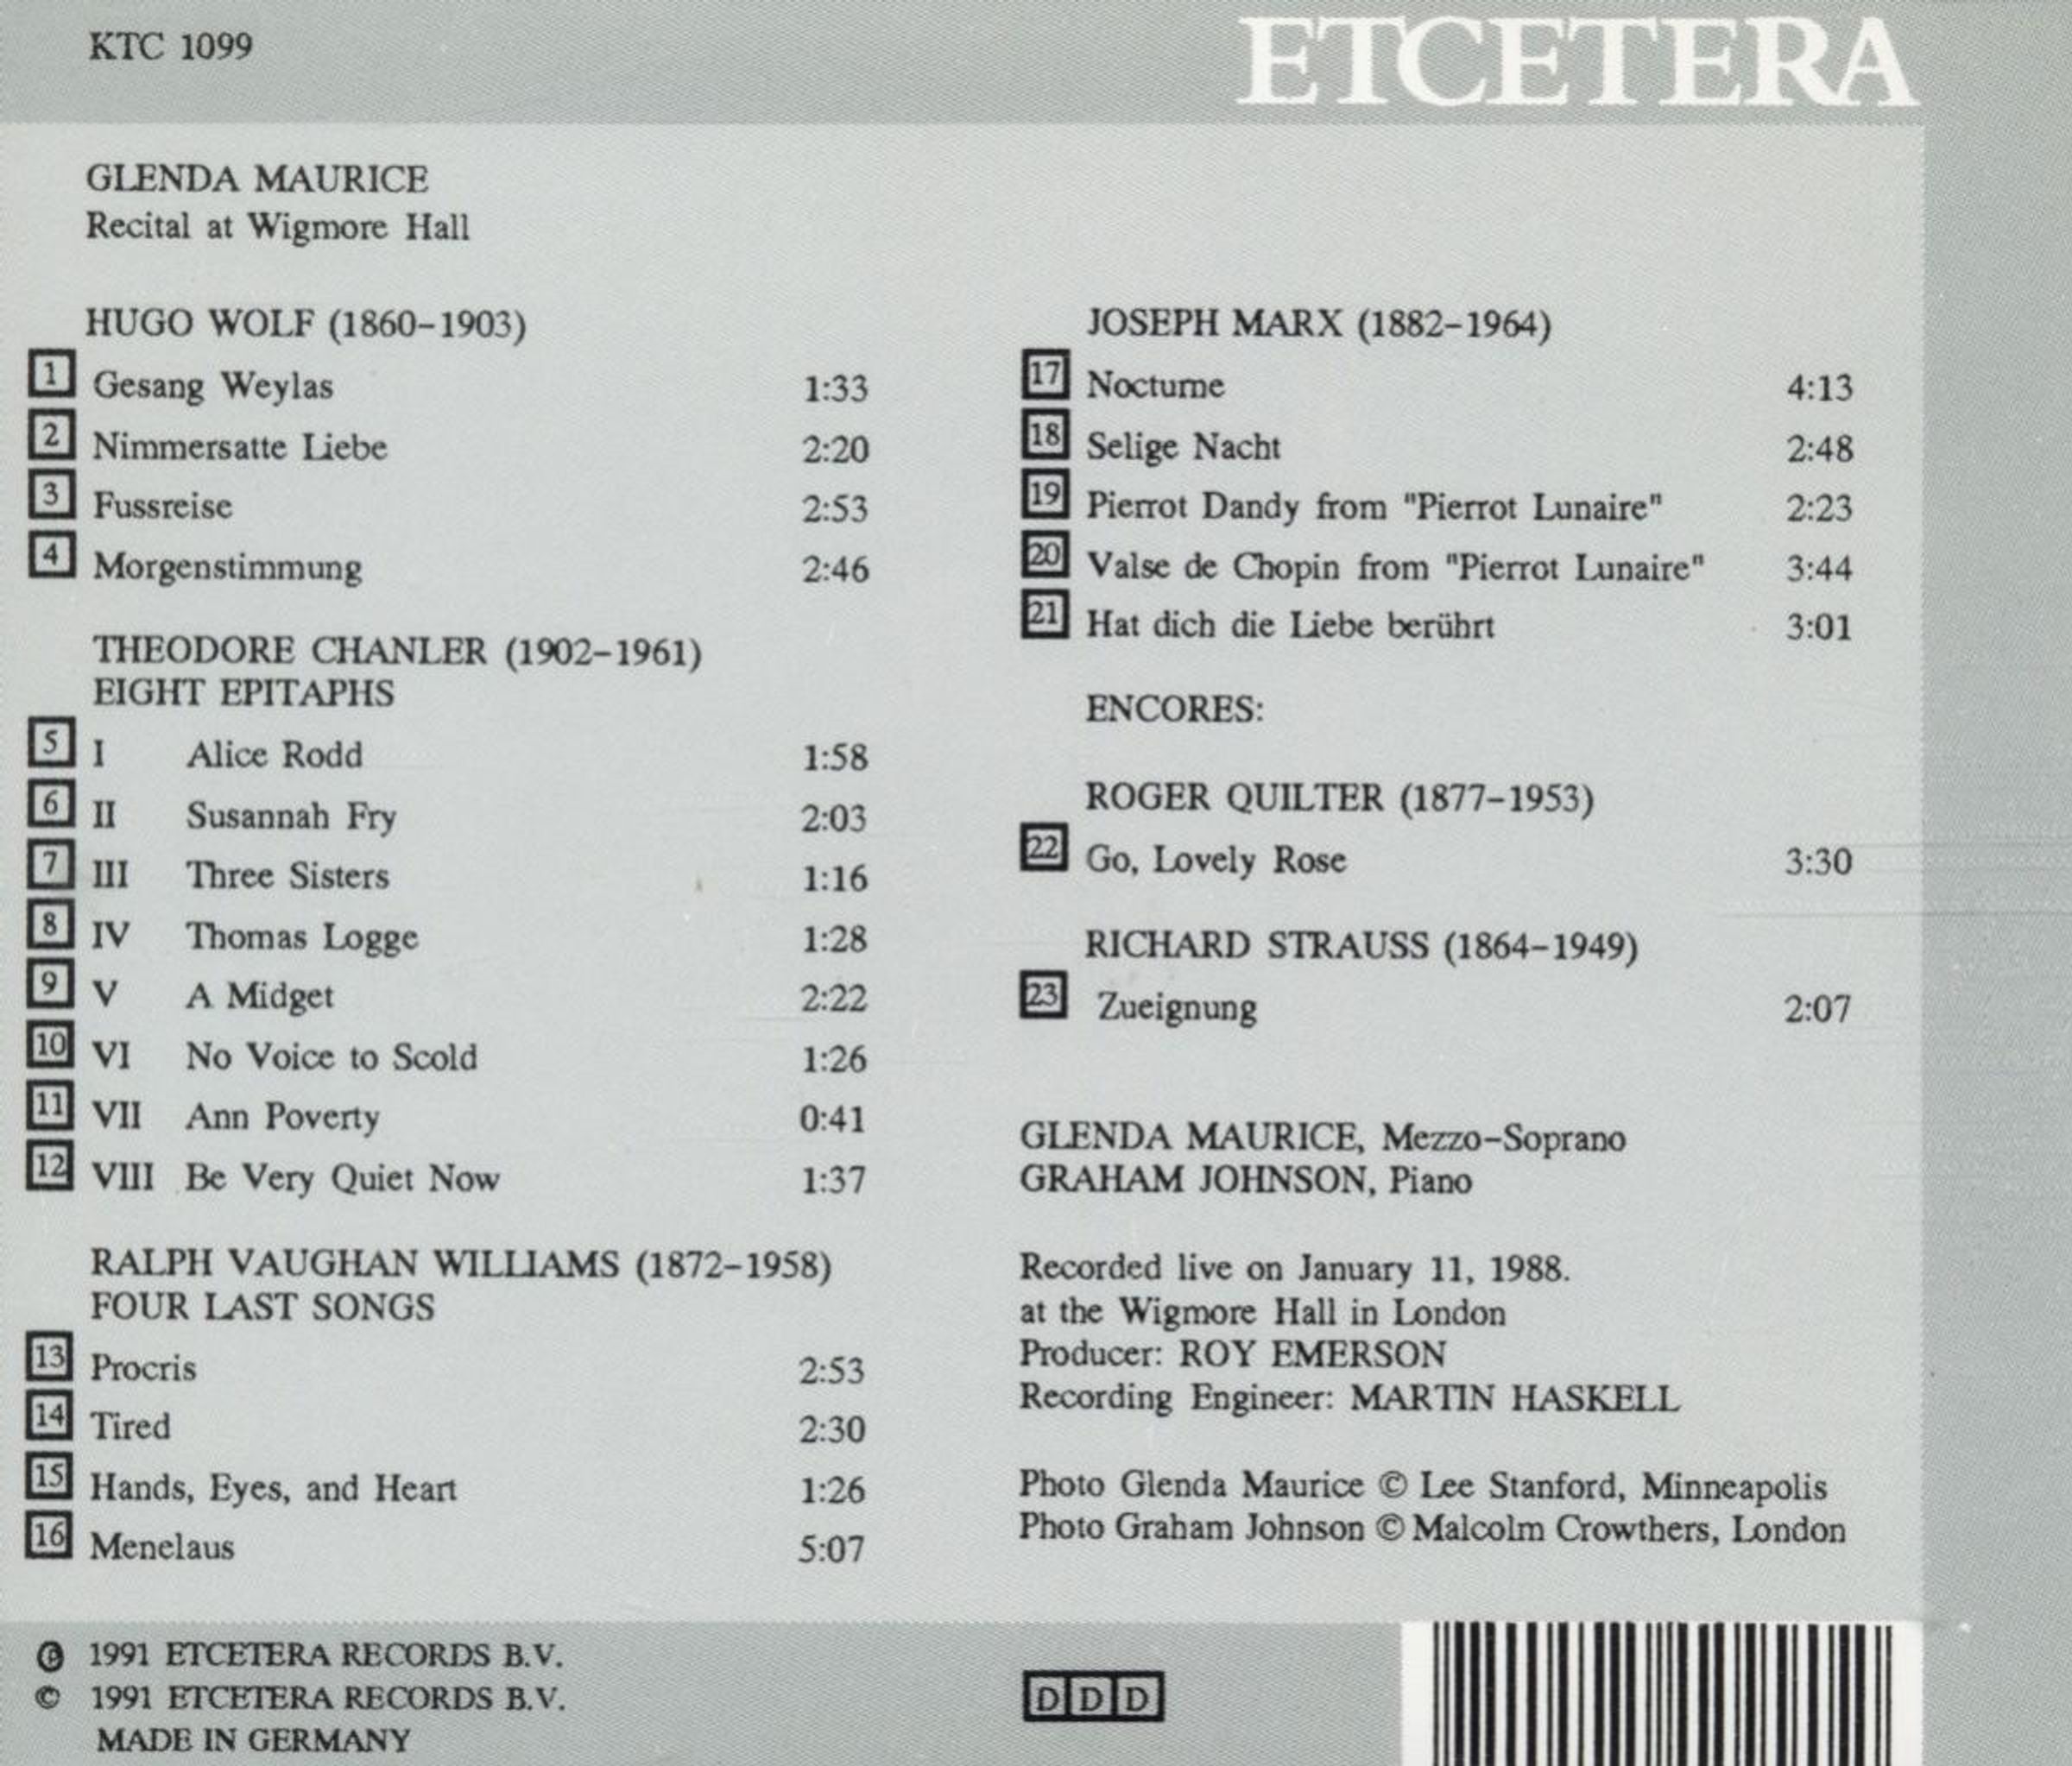 KTC 1099
ETCETERA
GLENDA MAURICE
Recital at Wigmore Hall
HUGO WOLF (1860–1903)
1 Gesang Weylas 1:33
2 Nimmersatte Liebe 2:20
3 Fussreise 2:53
4 Morgenstimmung 2:46
THEODORE CHANLER (1902–1961)
EIGHT EPITAPHS
5 I Alice Rodd 1:58
6 II Susannah Fry 2:03
7 III Three Sisters 1:16
8 IV Thomas Logge 1:28
9 V A Midget 2:22
10 VI No Voice to Scold 1:26
11 VII Ann Poverty 0:41
12 VIII Be Very Quiet Now 1:37
RALPH VAUGHAN WILLIAMS (1872–1958)
FOUR LAST SONGS
13 Procris 2:53
14 Tired 2:30
15 Hands, Eyes, and Heart 1:26
16 Menelaus 5:07
JOSEPH MARX (1882–1964)
17 Nocturne 4:13
18 Selige Nacht 2:48
19 Pierrot Dandy from "Pierrot Lunaire" 2:23
20 Valse de Chopin from "Pierrot Lunaire" 3:44
21 Hat dich die Liebe berührt 3:01
ENCORES:
ROGER QUILTER (1877–1953)
22 Go, Lovely Rose 3:30
RICHARD STRAUSS (1864–1949)
23 Zueignung 2:07
GLENDA MAURICE, Mezzo-Soprano
GRAHAM JOHNSON, Piano
Recorded live on January 11, 1988.
at the Wigmore Hall in London
Producer: ROY EMERSON
Recording Engineer: MARTIN HASKELL
Photo Glenda Maurice © Lee Stanford, Minneapolis
Photo Graham Johnson © Malcolm Crowthers, London
℗ 1991 ETCETERA RECORDS B.V.
© 1991 ETCETERA RECORDS B.V.
MADE IN GERMANY
DDD